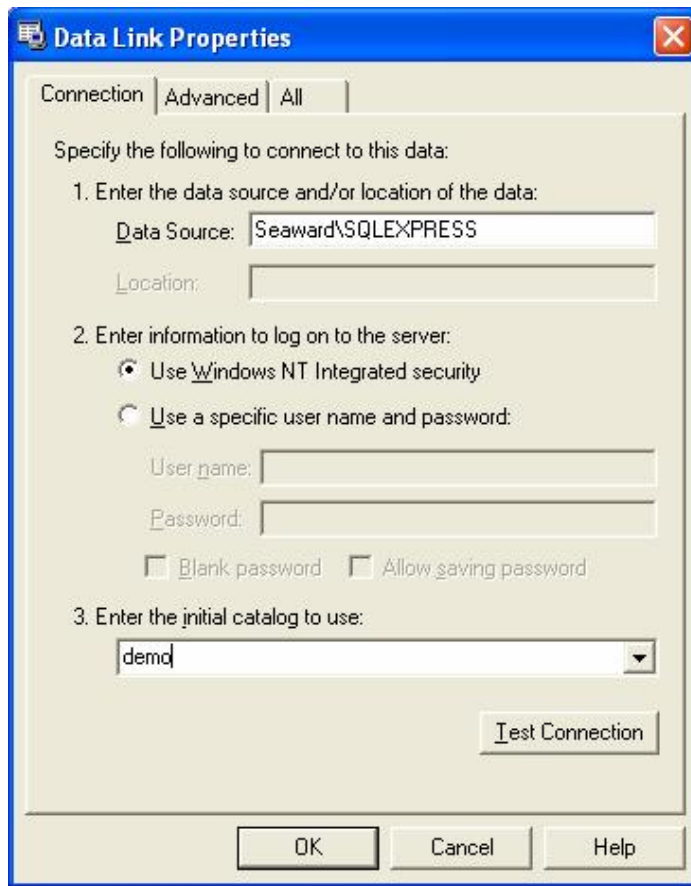 Data Link Properties
Connection Advanced All
Specify the following to connect to this data:
1. Enter the data source and/or location of the data:
Data Source: Seaward\SQLEXPRESS
Location:
2. Enter information to log on to the server:
Use Windows NT Integrated security
Use a specific user name and password:
User name:
Password:
Blank password Allow saving password
3. Enter the initial catalog to use:
demo
Test Connection
OK Cancel Help